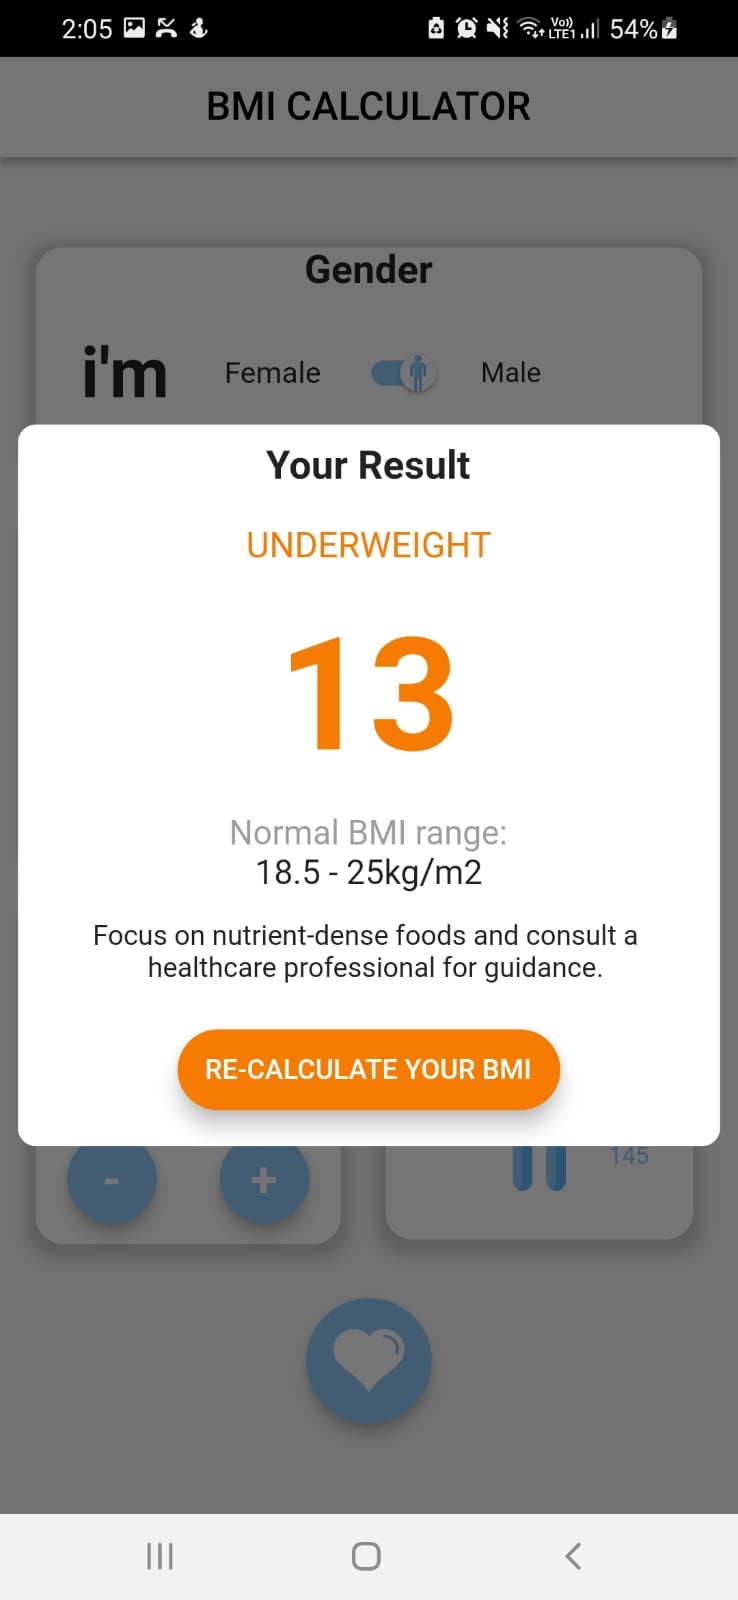 2:05
Vo)) LTE1 54%
BMI CALCULATOR
Gender
i'm Female Male
Your Result
UNDERWEIGHT
13
Normal BMI range:
18.5 - 25kg/m2
Focus on nutrient-dense foods and consult a
healthcare professional for guidance.
RE-CALCULATE YOUR BMI
- +
145